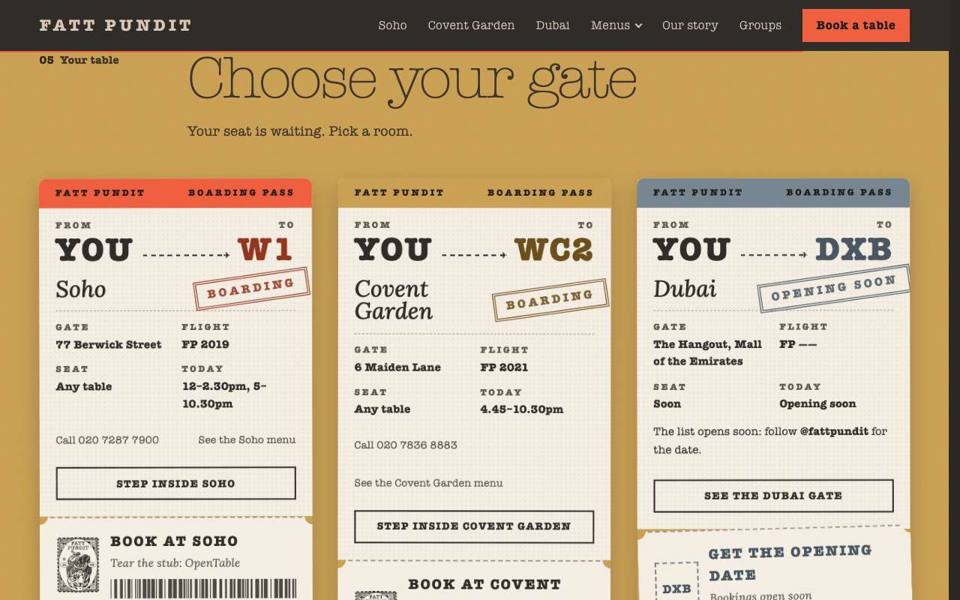 FATT PUNDIT
Soho Covent Garden Dubai Menus Our story Groups Book a table
05 Your table
Choose your gate
Your seat is waiting. Pick a room.
FATT PUNDIT BOARDING PASS
FROM TO
YOU W1
Soho
BOARDING
GATE FLIGHT
77 Berwick Street FP 2019
SEAT TODAY
Any table 12–2.30pm, 5–
10.30pm
Call 020 7287 7900 See the Soho menu
STEP INSIDE SOHO
FATT PUNDIT
BOOK AT SOHO
Tear the stub: OpenTable
FATT PUNDIT BOARDING PASS
FROM TO
YOU WC2
Covent
Garden
BOARDING
GATE FLIGHT
6 Maiden Lane FP 2021
SEAT TODAY
Any table 4.45–10.30pm
Call 020 7836 8883
See the Covent Garden menu
STEP INSIDE COVENT GARDEN
FATT
BOOK AT COVENT
FATT PUNDIT BOARDING PASS
FROM TO
YOU DXB
Dubai
OPENING SOON
GATE FLIGHT
The Hangout, Mall FP ——
of the Emirates
SEAT TODAY
Soon Opening soon
The list opens soon: follow @fattpundit for
the date.
SEE THE DUBAI GATE
DXB
GET THE OPENING
DATE
Bookings open soon